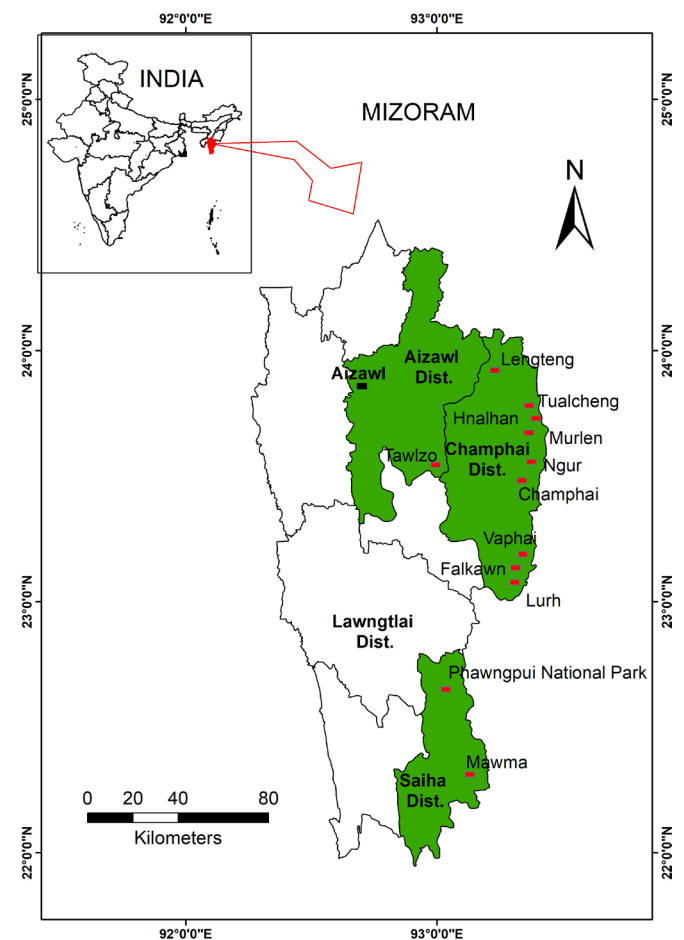 92°0'0"E
93°0'0"E
INDIA
MIZORAM
25°0'0"N
25°0'0"N
N
24°0'0"N
24°0'0"N
Aizawl
Dist.
Lengteng
Aizawl
Tualcheng
Hnalhan
Murlen
Champhai
Dist.
Tawlzo
Ngur
Champhai
Vaphai
Falkawn
Lurh
23°0'0"N
23°0'0"N
Lawngtlai
Dist.
Phawngpui National Park
Mawma
Saiha
Dist.
0 20 40 80
Kilometers
22°0'0"N
22°0'0"N
92°0'0"E
93°0'0"E